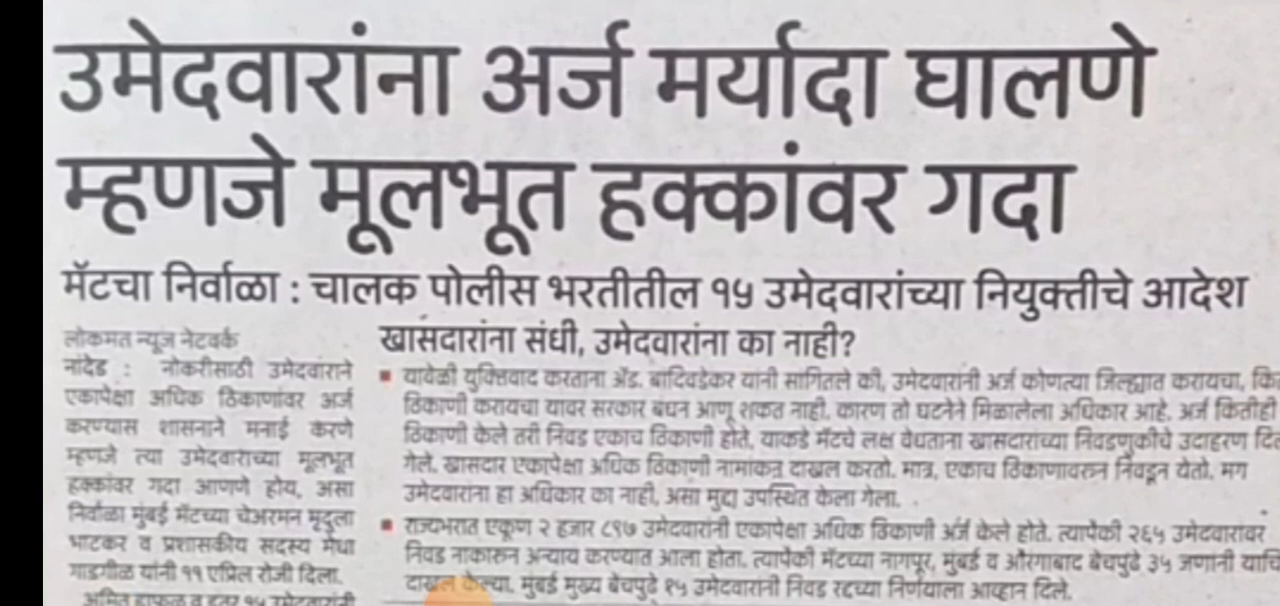 उमेदवारांना अर्ज मर्यादा घालणे
म्हणजे मूलभूत हक्कांवर गदा
मॅटचा निर्वाळा : चालक पोलीस भरतीतील १५ उमेदवारांच्या नियुक्तीचे आदेश
लोकमत न्यूज नेटवर्क
नांदेड : नोकरीसाठी उमेदवाराने
एकापेक्षा अधिक ठिकाणांवर अर्ज
करण्यास शासनाने मनाई करणे
म्हणजे त्या उमेदवाराच्या मूलभूत
हक्कांवर गदा आणणे होय, असा
निर्वाळा मुंबई मॅटच्या चेअरमन मृदुला
भाटकर व प्रशासकीय सदस्य मेधा
गाडगीळ यांनी ११ एप्रिल रोजी दिला.
खासदारांना संधी, उमेदवारांना का नाही?
यावेळी युक्तिवाद करताना ॲड. बांदिवडेकर यांनी सांगितले की, उमेदवारांनी अर्ज कोणत्या जिल्ह्यात करायचा,
ठिकाणी करायचा यावर सरकार बंधन आणू शकत नाही. कारण तो घटनेने मिळालेला अधिकार आहे. अर्ज कितीही
ठिकाणी केले तरी निवड एकाच ठिकाणी होते, याकडे मॅटचे लक्ष वेधताना खासदारांच्या निवडणुकीचे उदाहरण
गेले. खासदार एकापेक्षा अधिक ठिकाणी नामांकन दाखल करतो. मात्र, एकाच ठिकाणावरुन निवडून येतो. मग
उमेदवारांना हा अधिकार का नाही, असा मुद्दा उपस्थित केला गेला.
राज्यभरात एकूण २ हजार ८९७ उमेदवारांनी एकापेक्षा अधिक ठिकाणी अर्ज केले होते. त्यापैकी २६५ उमेदवारांवर
निवड नाकारुन अन्याय करण्यात आला होता. त्यापैकी मॅटच्या नागपूर, मुंबई व औरंगाबाद बेंचपुढे ३५ जणांनी
दाखल केल्या. मुंबई मुख्य बेंचपुढे १५ उमेदवारांनी निवड रद्दच्या निर्णयाला आव्हान दिले.